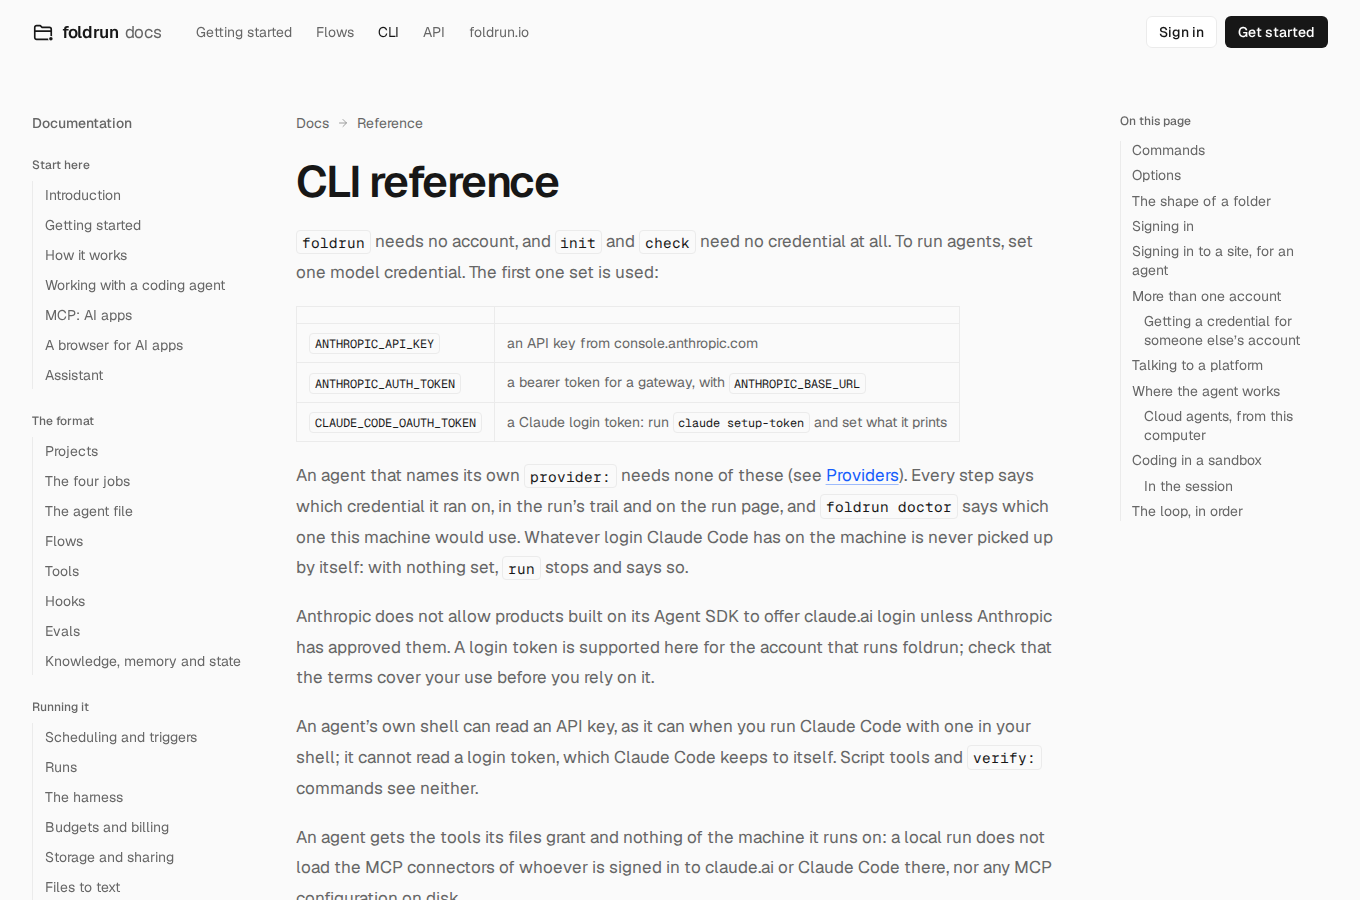 foldrun docs
Getting started
Flows
CLI
API
foldrun.io
Sign in
Get started
Documentation
Start here
Introduction
Getting started
How it works
Working with a coding agent
MCP: AI apps
A browser for AI apps
Assistant
The format
Projects
The four jobs
The agent file
Flows
Tools
Hooks
Evals
Knowledge, memory and state
Running it
Scheduling and triggers
Runs
The harness
Budgets and billing
Storage and sharing
Files to text
Docs → Reference
CLI reference
foldrun needs no account, and init and check need no credential at all. To run agents, set
one model credential. The first one set is used:
ANTHROPIC_API_KEY an API key from console.anthropic.com
ANTHROPIC_AUTH_TOKEN a bearer token for a gateway, with ANTHROPIC_BASE_URL
CLAUDE_CODE_OAUTH_TOKEN a Claude login token: run claude setup-token and set what it prints
An agent that names its own provider: needs none of these (see Providers). Every step says
which credential it ran on, in the run’s trail and on the run page, and foldrun doctor says which
one this machine would use. Whatever login Claude Code has on the machine is never picked up
by itself: with nothing set, run stops and says so.
Anthropic does not allow products built on its Agent SDK to offer claude.ai login unless Anthropic
has approved them. A login token is supported here for the account that runs foldrun; check that
the terms cover your use before you rely on it.
An agent’s own shell can read an API key, as it can when you run Claude Code with one in your
shell; it cannot read a login token, which Claude Code keeps to itself. Script tools and verify:
commands see neither.
An agent gets the tools its files grant and nothing of the machine it runs on: a local run does not
load the MCP connectors of whoever is signed in to claude.ai or Claude Code there, nor any MCP
configuration on disk.
On this page
Commands
Options
The shape of a folder
Signing in
Signing in to a site, for an
agent
More than one account
Getting a credential for
someone else’s account
Talking to a platform
Where the agent works
Cloud agents, from this
computer
Coding in a sandbox
In the session
The loop, in order